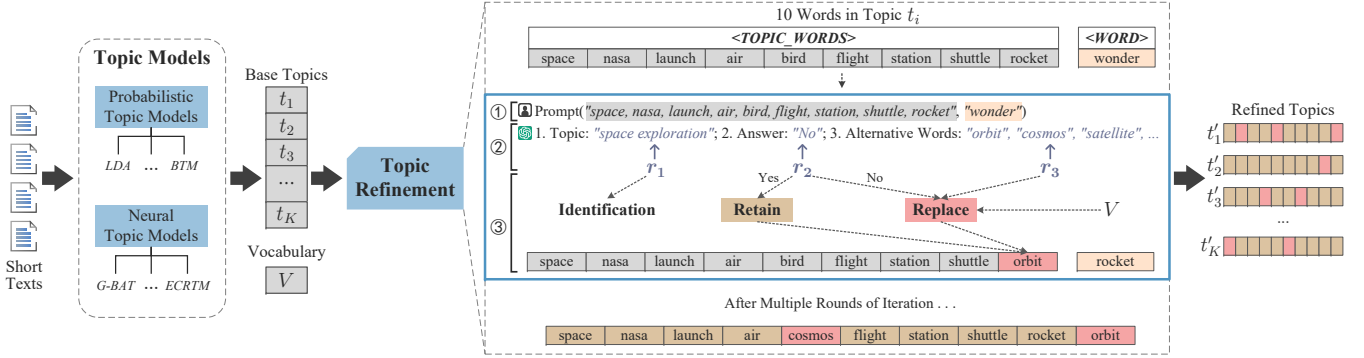 Short
Texts
Topic Models
Probabilistic
Topic Models
LDA ... BTM
Neural
Topic Models
G-BAT ... ECRTM
Base Topics
t1
t2
t3
...
tK
Vocabulary
V
Topic
Refinement
10 Words in Topic ti
<TOPIC_WORDS> <WORD>
space nasa launch air bird flight station shuttle rocket wonder
① Prompt("space, nasa, launch, air, bird, flight, station, shuttle, rocket", "wonder")
② 1. Topic: "space exploration"; 2. Answer: "No"; 3. Alternative Words: "orbit", "cosmos", "satellite", ...
r1 r2 r3
Yes No
③ Identification Retain Replace V
space nasa launch air bird flight station shuttle orbit rocket
After Multiple Rounds of Iteration . . .
space nasa launch air cosmos flight station shuttle rocket orbit
Refined Topics
t′1
t′2
t′3
...
t′K